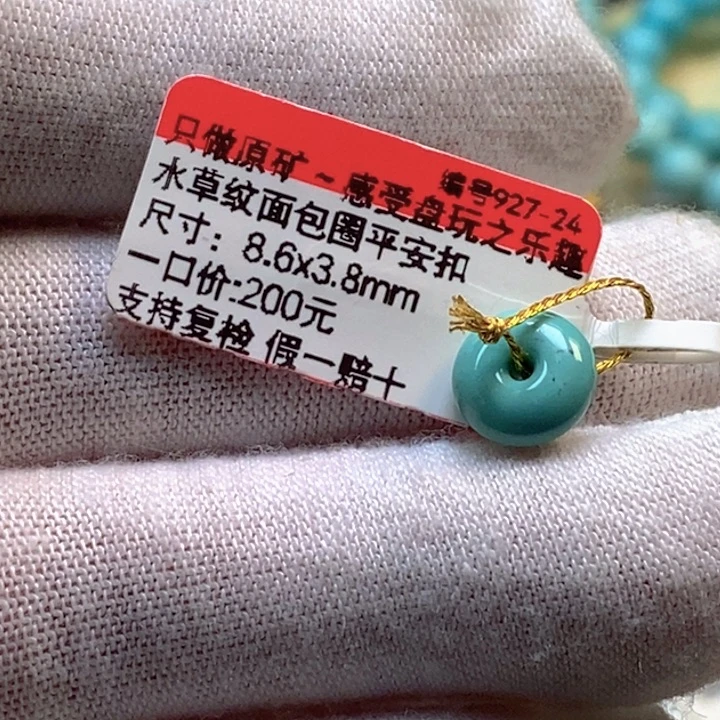 编号927-24
只做原矿~感受盘玩之乐趣
水草纹面包圈平安扣
尺寸：8.6x3.8mm
一口价:200元
支持复检 假一赔十